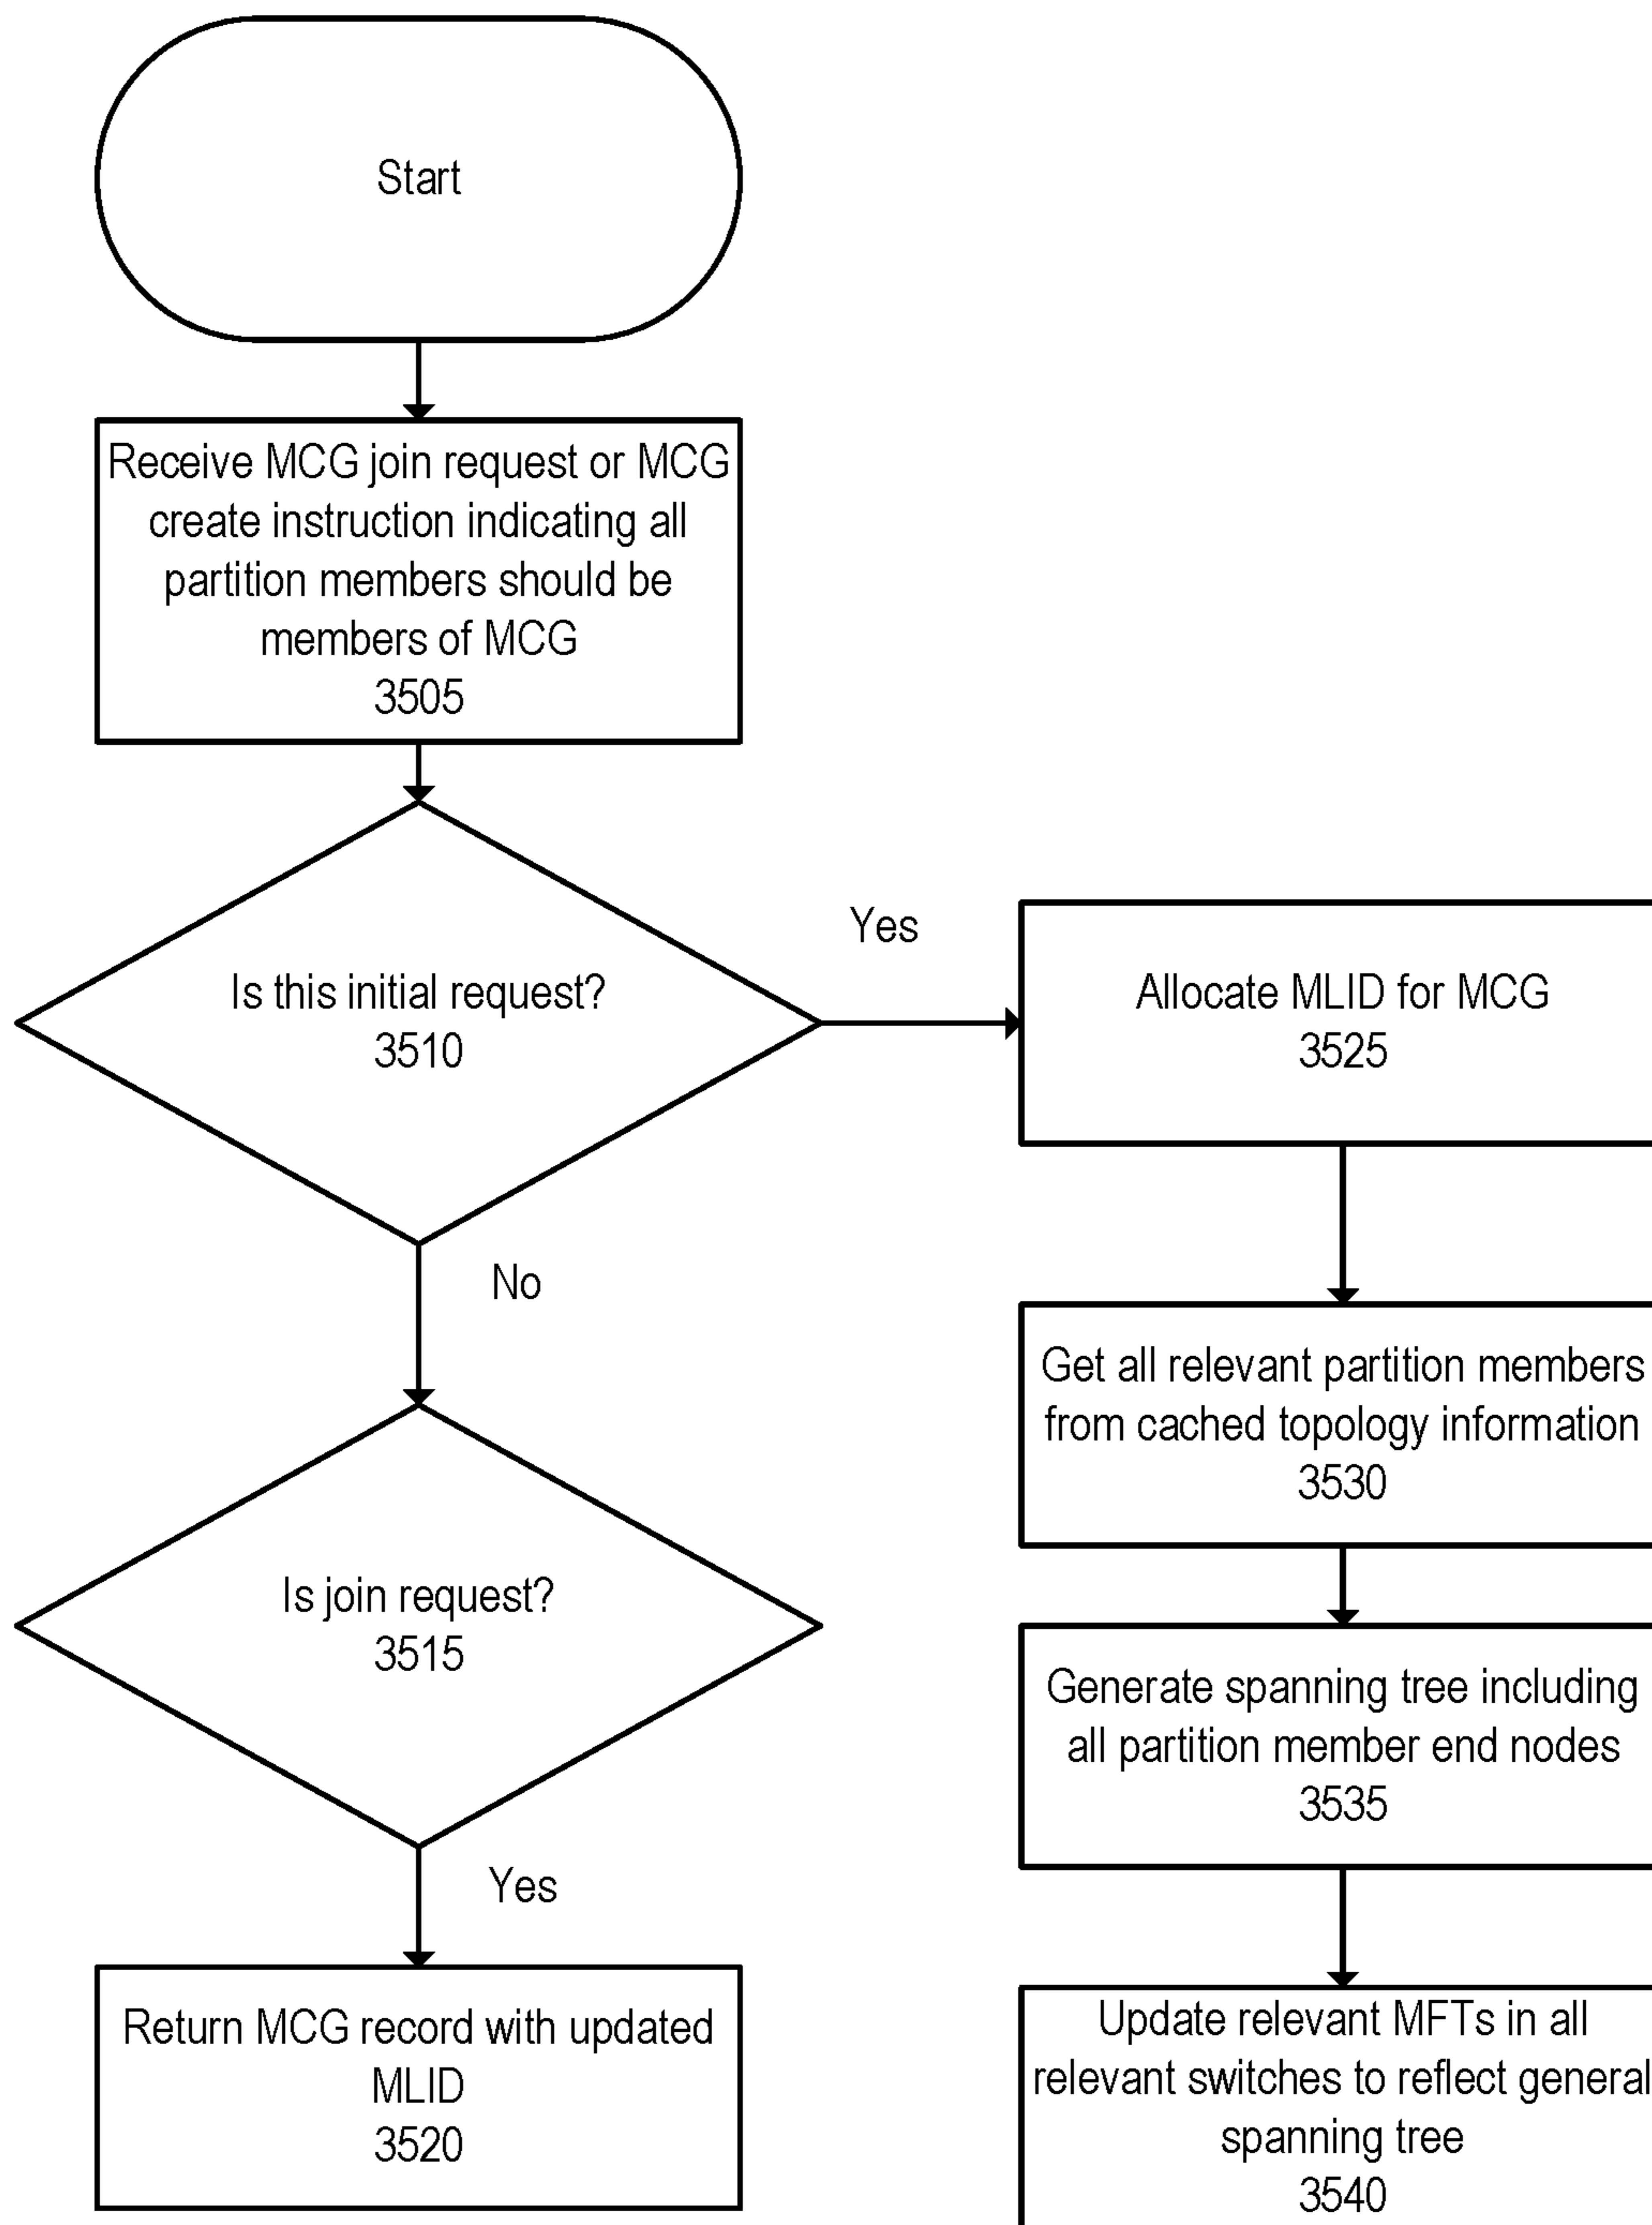 Start
Receive MCG join request or MCG
create instruction indicating all
partition members should be
members of MCG
3505
Is this initial request?
3510
Yes
No
Is join request?
3515
Yes
Return MCG record with updated
MLID
3520
Allocate MLID for MCG
3525
Get all relevant partition members
from cached topology information
3530
Generate spanning tree including
all partition member end nodes
3535
Update relevant MFTs in all
relevant switches to reflect general
spanning tree
3540